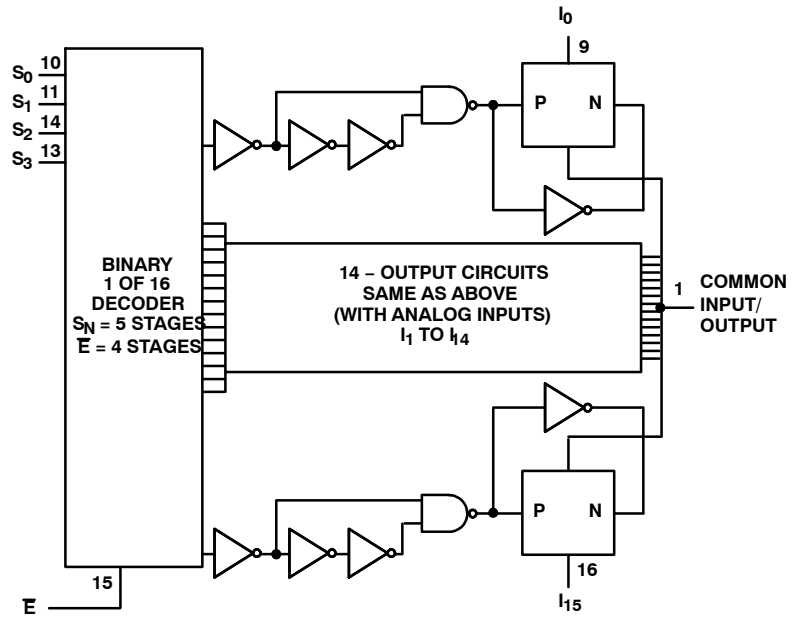 I0
9
S0 10
S1 11
S2 14
S3 13
P N
BINARY
1 OF 16
DECODER
SN = 5 STAGES
E̅ = 4 STAGES
14 – OUTPUT CIRCUITS
SAME AS ABOVE
(WITH ANALOG INPUTS)
I1 TO I14
1
COMMON
INPUT/
OUTPUT
P N
15
E̅
16
I15